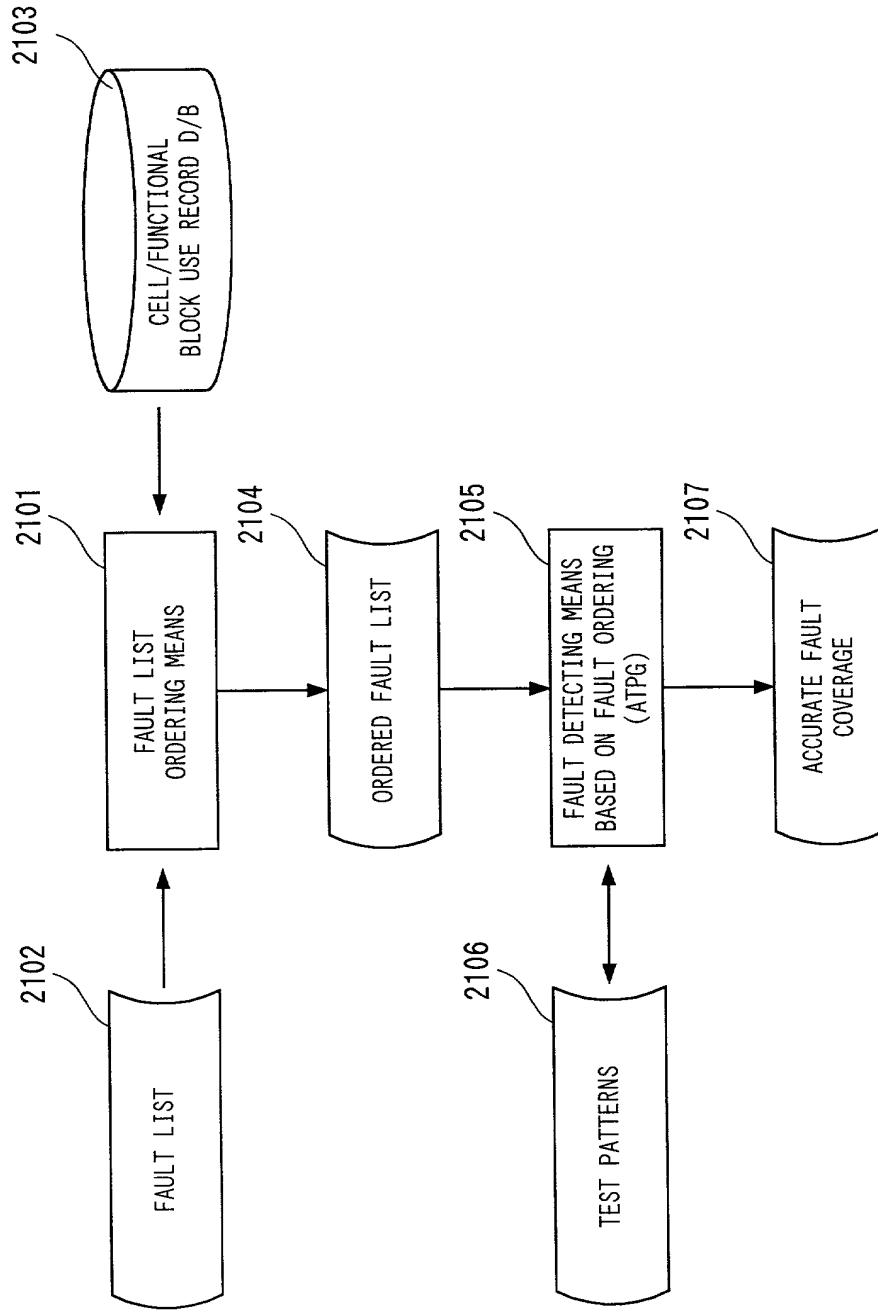 2103
CELL/FUNCTIONAL
BLOCK USE RECORD D/B
2101
FAULT LIST
ORDERING MEANS
2102
FAULT LIST
2104
ORDERED FAULT LIST
2105
FAULT DETECTING MEANS
BASED ON FAULT ORDERING
(ATPG)
2106
TEST PATTERNS
2107
ACCURATE FAULT
COVERAGE